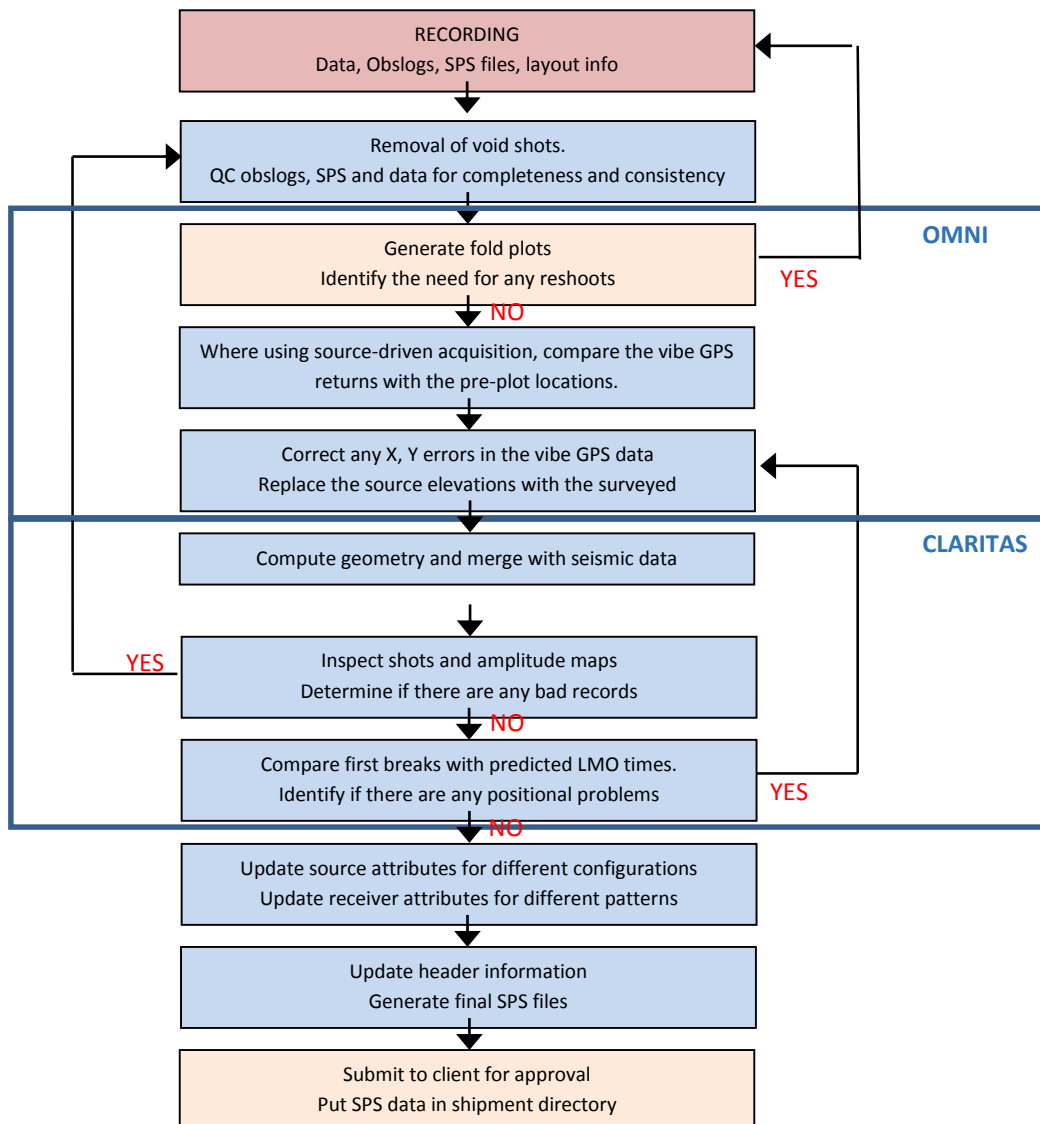 RECORDING
Data, Obslogs, SPS files, layout info
Removal of void shots.
QC obslogs, SPS and data for completeness and consistency
OMNI
Generate fold plots
Identify the need for any reshoots
YES
NO
Where using source-driven acquisition, compare the vibe GPS
returns with the pre-plot locations.
Correct any X, Y errors in the vibe GPS data
Replace the source elevations with the surveyed
CLARITAS
Compute geometry and merge with seismic data
YES
Inspect shots and amplitude maps
Determine if there are any bad records
NO
Compare first breaks with predicted LMO times.
Identify if there are any positional problems
YES
NO
Update source attributes for different configurations
Update receiver attributes for different patterns
Update header information
Generate final SPS files
Submit to client for approval
Put SPS data in shipment directory